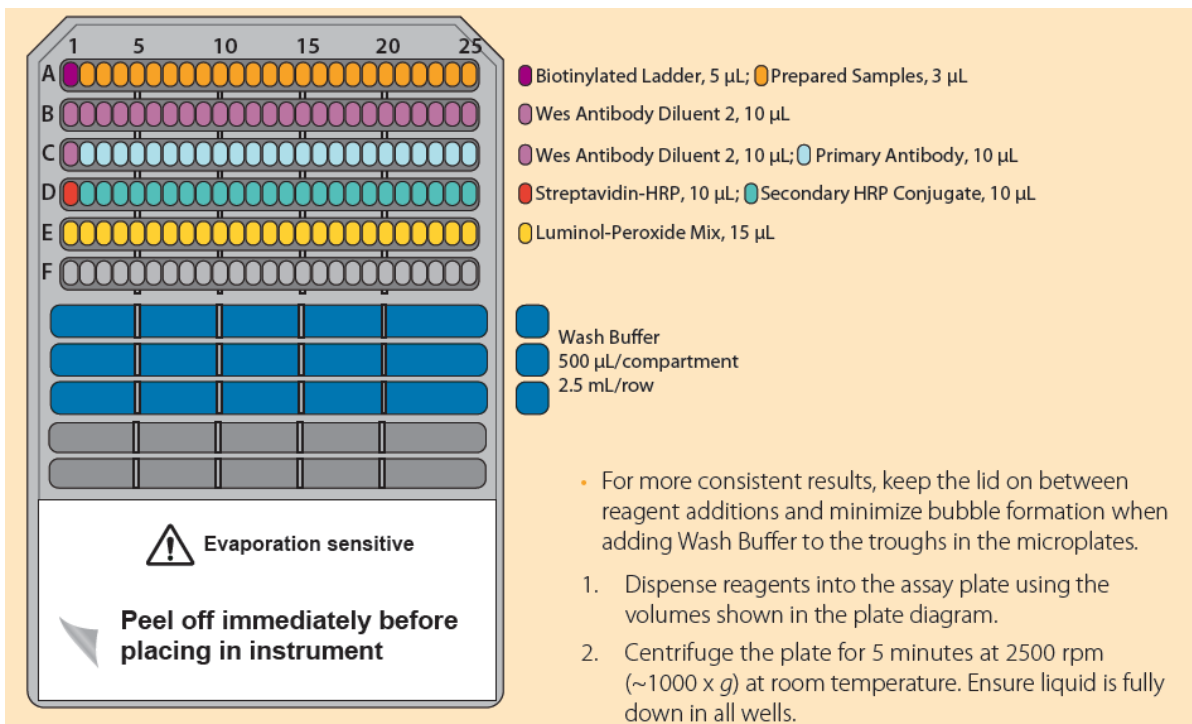 1 5 10 15 20 25
A
Biotinylated Ladder, 5 µL; Prepared Samples, 3 µL
B
Wes Antibody Diluent 2, 10 µL
C
Wes Antibody Diluent 2, 10 µL; Primary Antibody, 10 µL
D
Streptavidin-HRP, 10 µL; Secondary HRP Conjugate, 10 µL
E
Luminol-Peroxide Mix, 15 µL
F
Wash Buffer
500 µL/compartment
2.5 mL/row
Evaporation sensitive
Peel off immediately before
placing in instrument
• For more consistent results, keep the lid on between
reagent additions and minimize bubble formation when
adding Wash Buffer to the troughs in the microplates.
1. Dispense reagents into the assay plate using the
volumes shown in the plate diagram.
2. Centrifuge the plate for 5 minutes at 2500 rpm
(~1000 x g) at room temperature. Ensure liquid is fully
down in all wells.